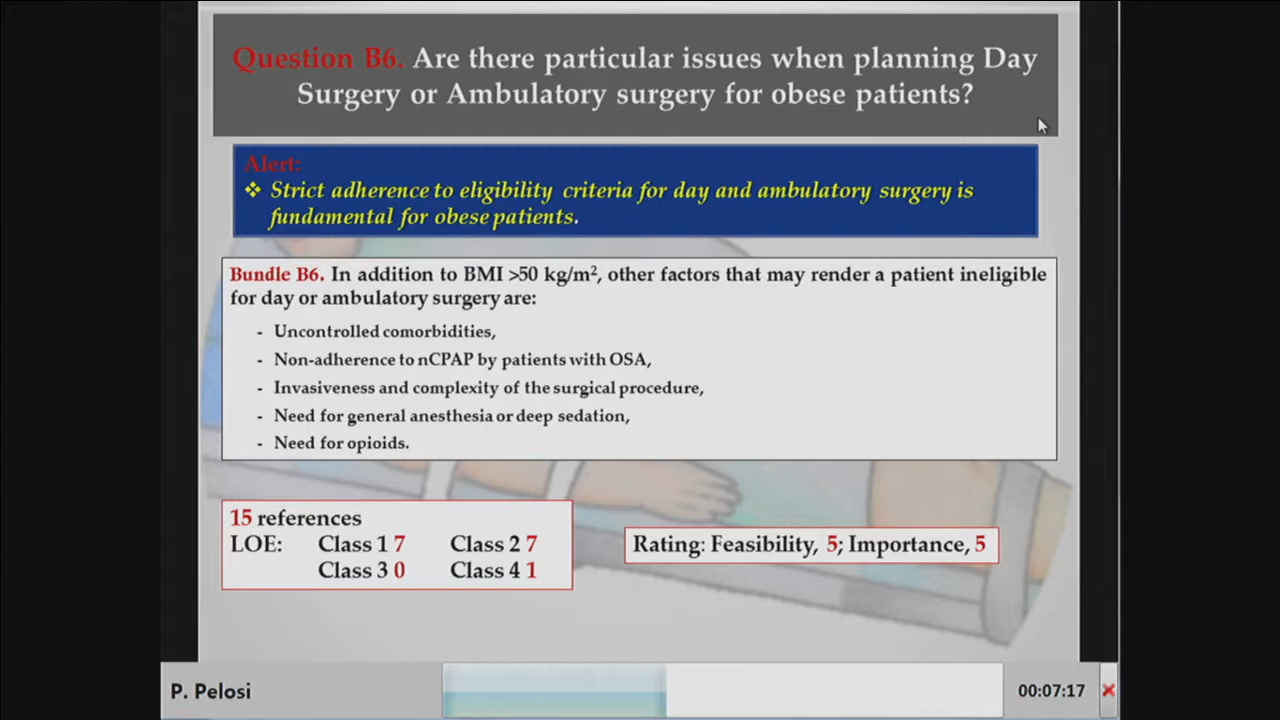 Question B6. Are there particular issues when planning Day
Surgery or Ambulatory surgery for obese patients?
Alert:
❖ Strict adherence to eligibility criteria for day and ambulatory surgery is
fundamental for obese patients.
Bundle B6. In addition to BMI >50 kg/m², other factors that may render a patient ineligible
for day or ambulatory surgery are:
- Uncontrolled comorbidities,
- Non-adherence to nCPAP by patients with OSA,
- Invasiveness and complexity of the surgical procedure,
- Need for general anesthesia or deep sedation,
- Need for opioids.
15 references
LOE: Class 1 7 Class 2 7
Class 3 0 Class 4 1
Rating: Feasibility, 5; Importance, 5
P. Pelosi
00:07:17